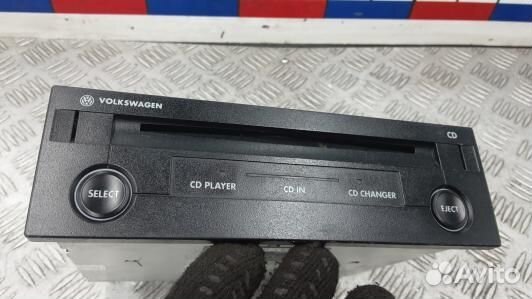 VOLKSWAGEN
CD
SELECT
CD PLAYER
CD IN
CD CHANGER
EJECT
Avito